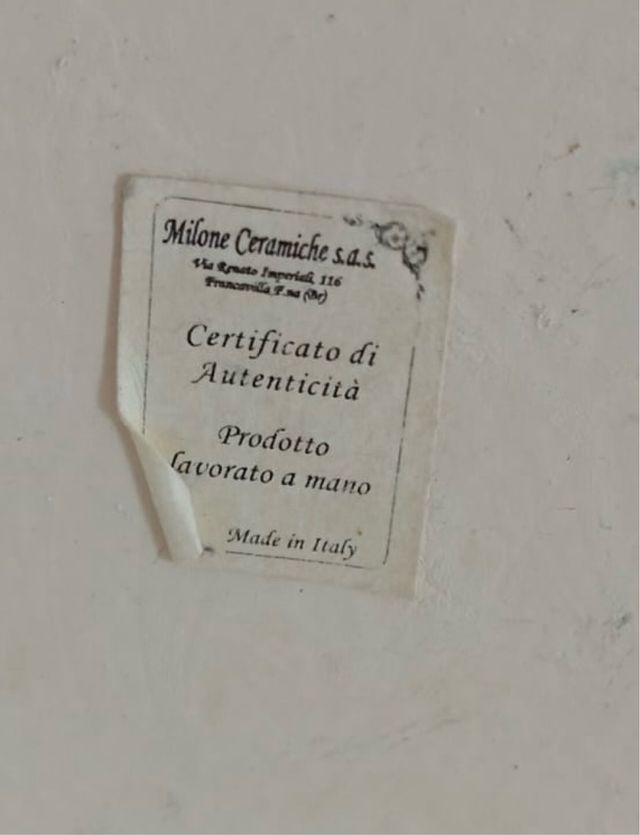 Milone Ceramiche s.a.s.
Via Renato Imperiali, 116
Francavilla F.na (Br)
Certificato di
Autenticità
Prodotto
lavorato a mano
Made in Italy